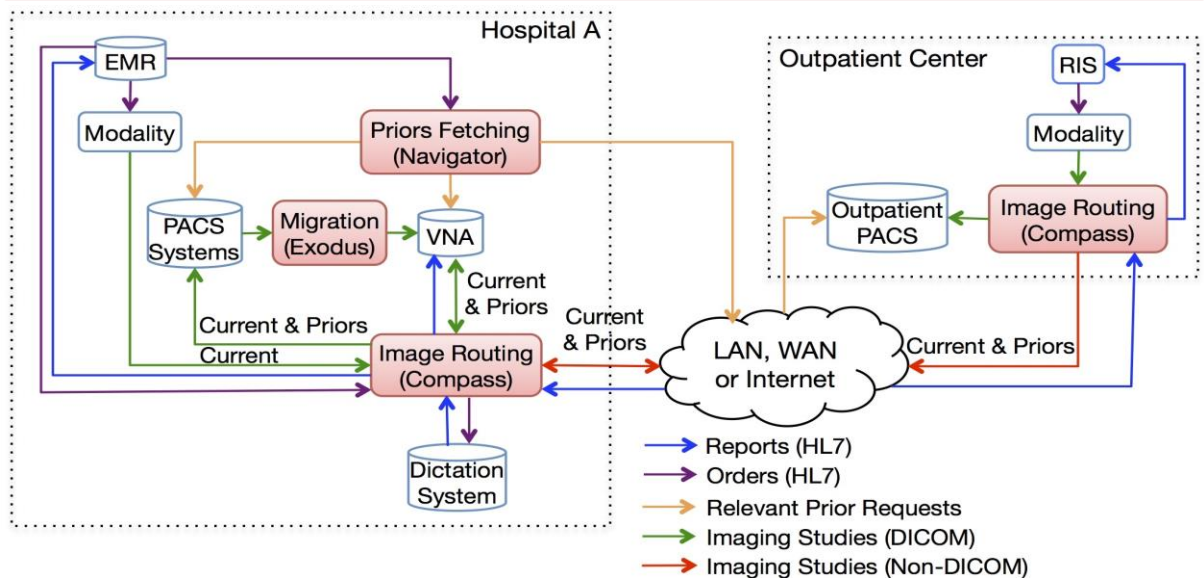 Hospital A
EMR
Modality
Priors Fetching
(Navigator)
PACS
Systems
Migration
(Exodus)
VNA
Current
& Priors
Current & Priors
Current
Image Routing
(Compass)
Dictation
System
Current
& Priors
LAN, WAN
or Internet
Outpatient Center
RIS
Modality
Outpatient
PACS
Image Routing
(Compass)
Current & Priors
Reports (HL7)
Orders (HL7)
Relevant Prior Requests
Imaging Studies (DICOM)
Imaging Studies (Non-DICOM)